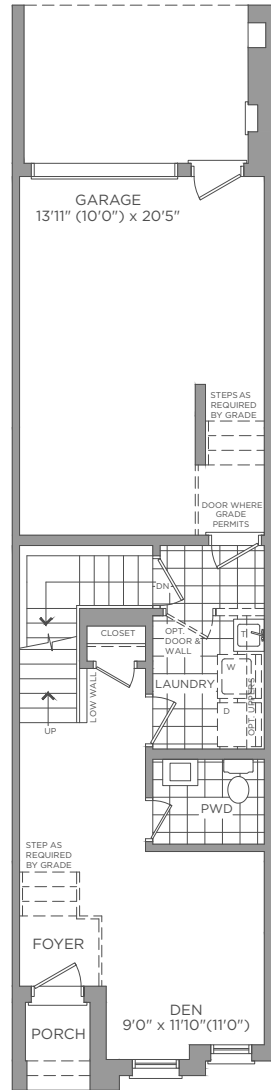 GARAGE
13'11" (10'0") x 20'5"
STEPS AS
REQUIRED
BY GRADE
DOOR WHERE
GRADE
PERMITS
DN
OPT.
DOOR &
WALL
T
CLOSET
W
LAUNDRY
LOW WALL
D
OPT. UPPERS
UP
PWD
STEP AS
REQUIRED
BY GRADE
FOYER
DEN
9'0" x 11'10"(11'0")
PORCH